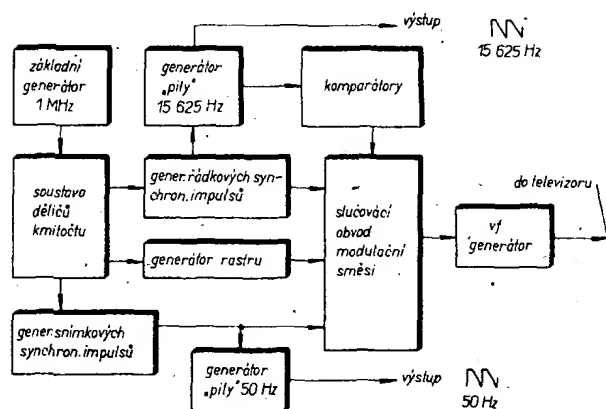 základní
generátor
1 MHz
generátor
„pily"
15 625 Hz
výstup
15 625 Hz
komparátory
soustava
děličů
kmitočtu
gener. řádkových syn-
chron. impulsů
generátor rastru
slučovací
obvod
modulační
směsi
do televizoru
vf
generátor
gener. snímkových
synchron. impulsů
generátor
„pily" 50 Hz
výstup
50 Hz